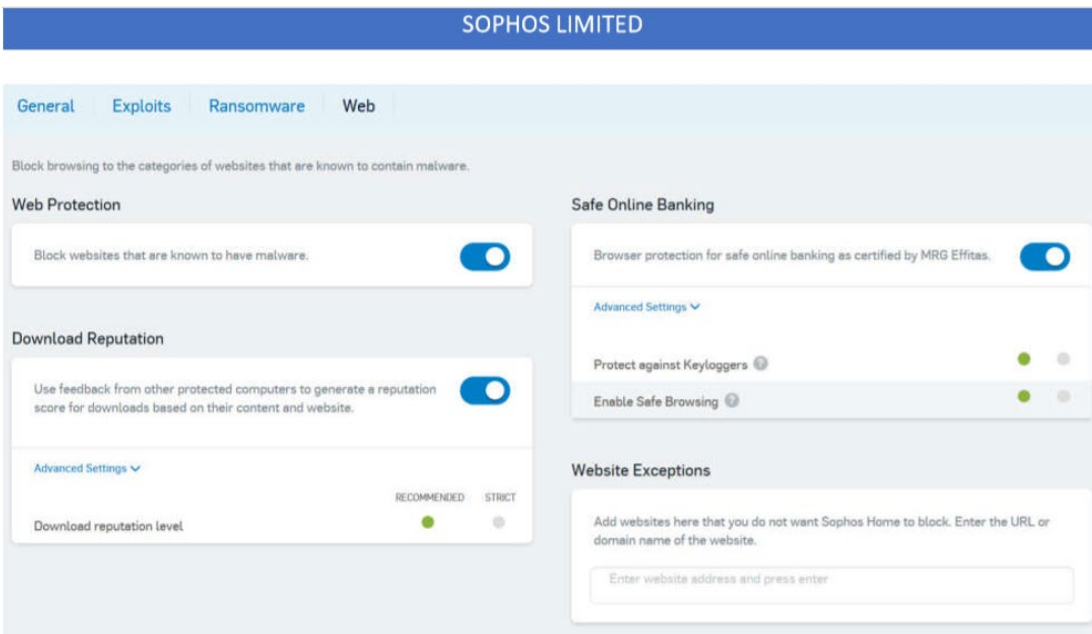 SOPHOS LIMITED
General
Exploits
Ransomware
Web
Block browsing to the categories of websites that are known to contain malware.
Web Protection
Block websites that are known to have malware.
Download Reputation
Use feedback from other protected computers to generate a reputation
score for downloads based on their content and website.
Advanced Settings
RECOMMENDED
STRICT
Download reputation level
Safe Online Banking
Browser protection for safe online banking as certified by MRG Effitas.
Advanced Settings
Protect against Keyloggers ?
Enable Safe Browsing ?
Website Exceptions
Add websites here that you do not want Sophos Home to block. Enter the URL or
domain name of the website.
Enter website address and press enter